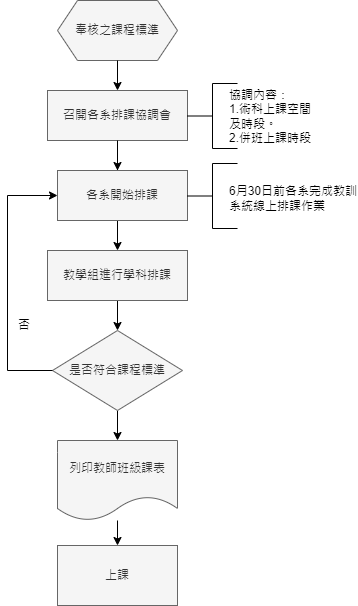 奉核之課程標準
召開各系排課協調會
協調內容：
1.術科上課空間
及時段。
2.併班上課時段
各系開始排課
6月30日前各系完成教訓
系統線上排課作業
教學組進行學科排課
否
是否符合課程標準
列印教師班級課表
上課